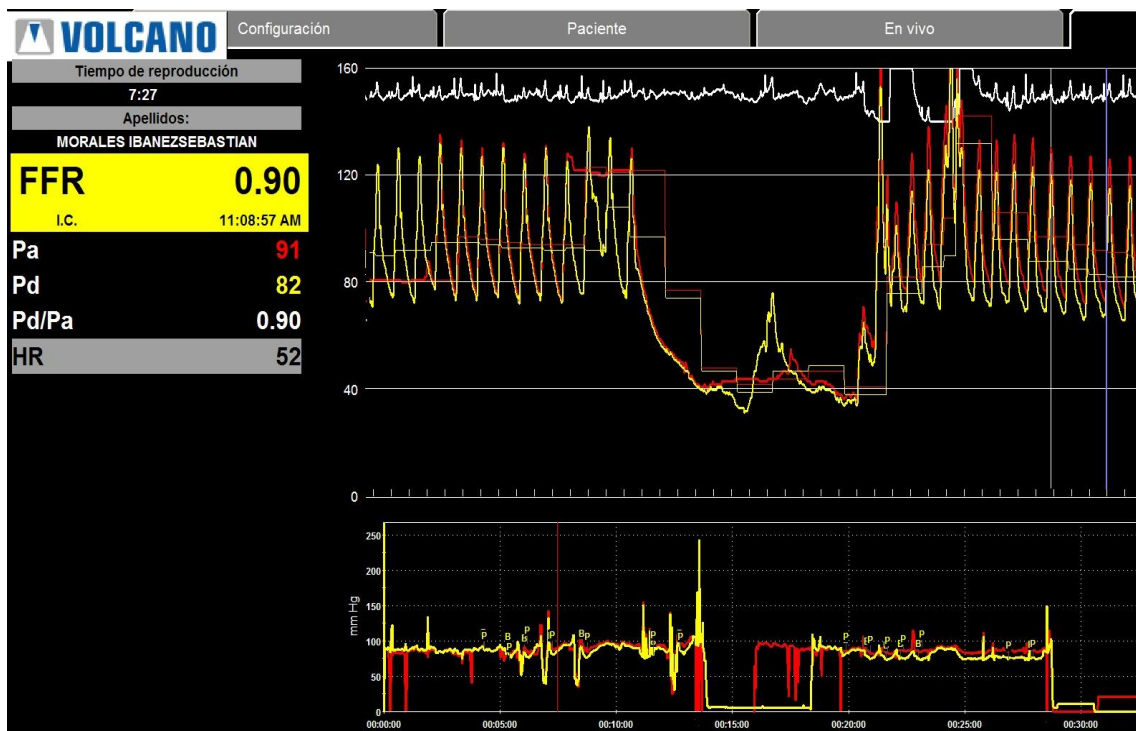 VOLCANO
Configuración
Paciente
En vivo
Tiempo de reproducción
7:27
Apellidos:
MORALES IBANEZSEBASTIAN
FFR 0.90
I.C. 11:08:57 AM
Pa 91
Pd 82
Pd/Pa 0.90
HR 52
160
120
80
40
0
mm Hg
250
200
150
100
50
0
P B P B P P B P P P P P B P P B P P P
00:00:00 00:05:00 00:10:00 00:15:00 00:20:00 00:25:00 00:30:00